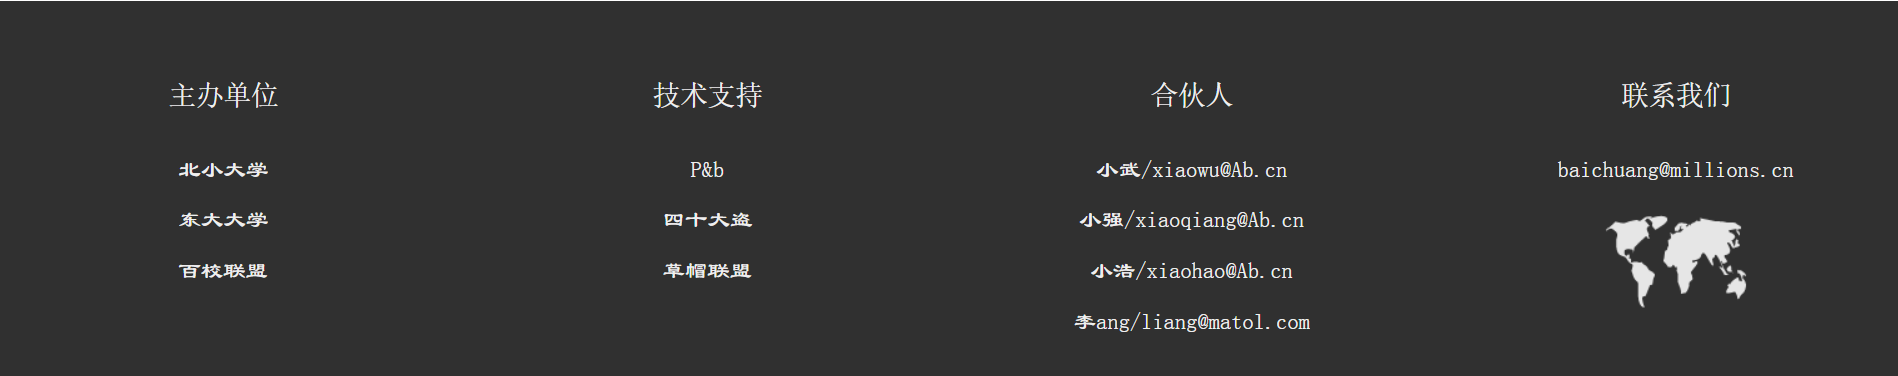 主办单位
北小大学
东大大学
百校联盟
技术支持
P&b
四十大盗
草帽联盟
合伙人
小武/xiaowu@Ab.cn
小强/xiaoqiang@Ab.cn
小浩/xiaohao@Ab.cn
李ang/liang@matol.com
联系我们
baichuang@millions.cn